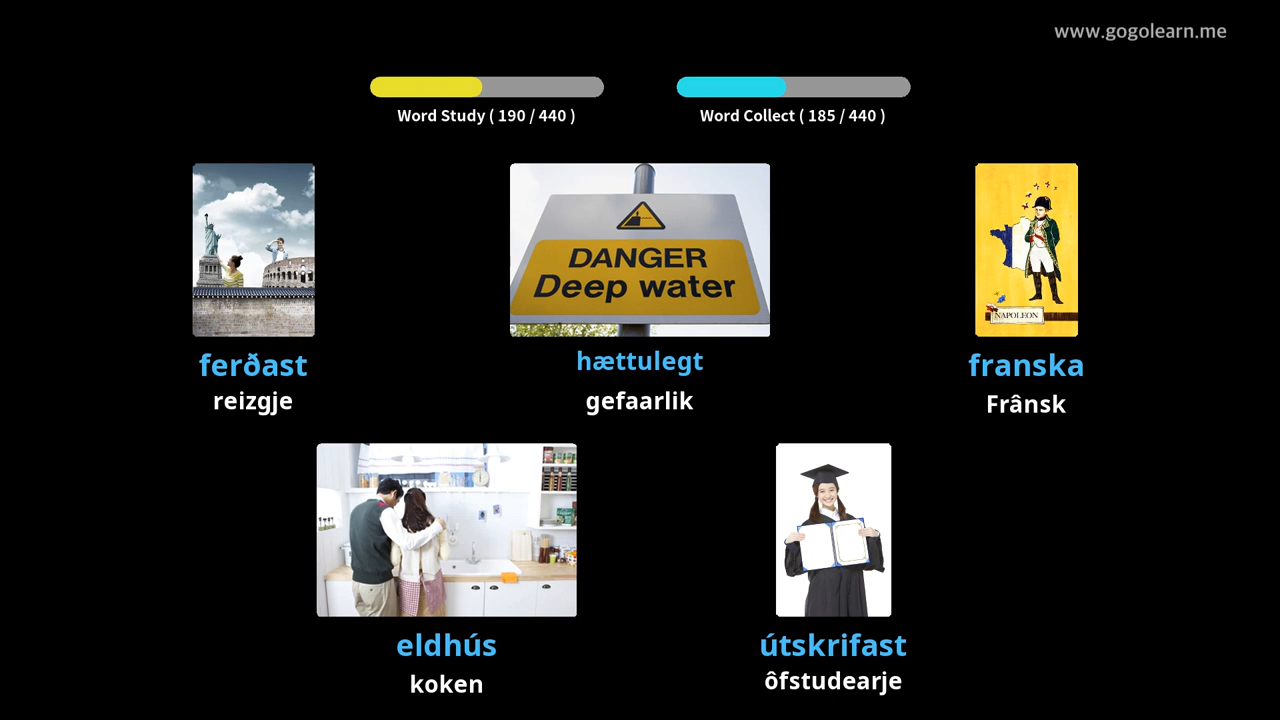 www.gogolearn.me
Word Study ( 190 / 440 )
Word Collect ( 185 / 440 )
DANGER
Deep water
NAPOLEON
ferðast
hættulegt
franska
reizgje
gefaarlik
Frânsk
eldhús
útskrifast
koken
ôfstudearje